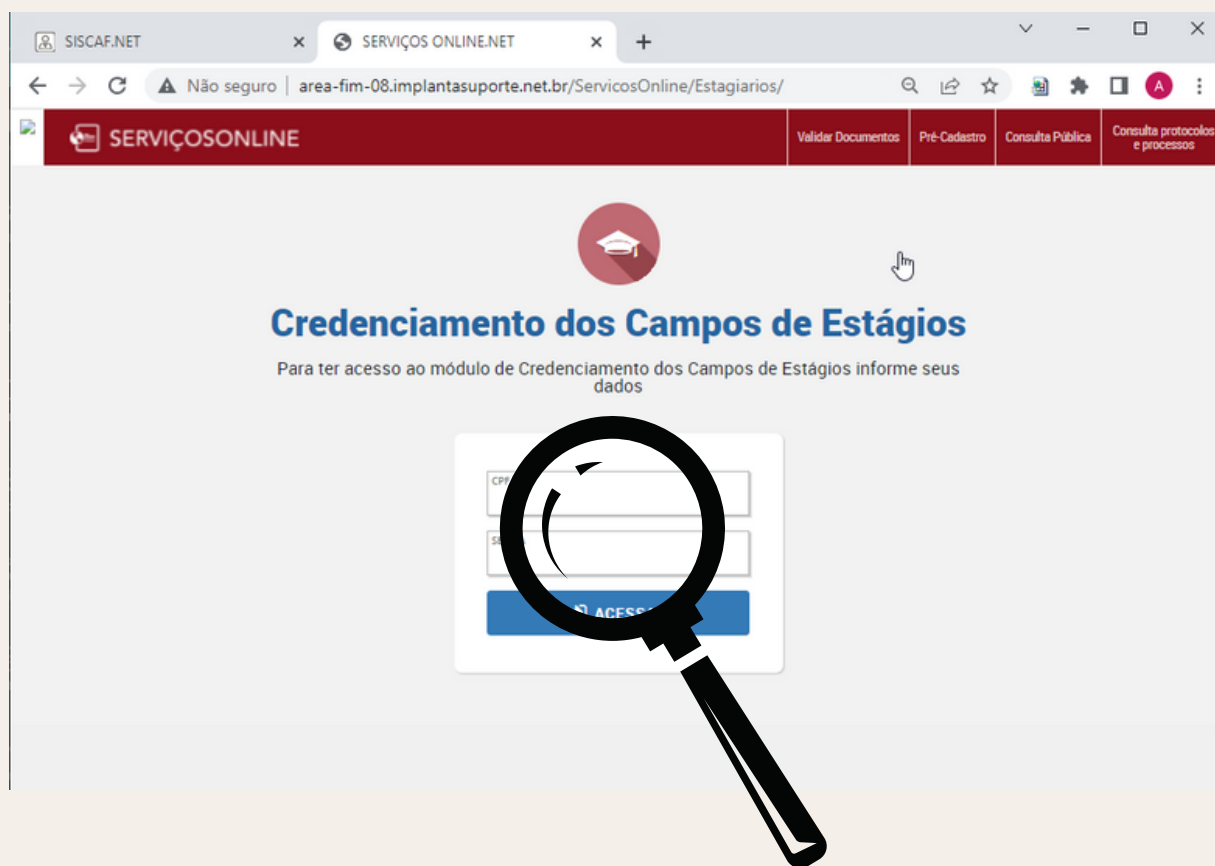 SISCAF.NET
SERVIÇOS ONLINE.NET
Não seguro
area-fim-08.implantasuporte.net.br/ServicosOnline/Estagiarios/
A
SERVIÇOSONLINE
Validar Documentos
Pré-Cadastro
Consulta Pública
Consulta protocolos
e processos
Credenciamento dos Campos de Estágios
Para ter acesso ao módulo de Credenciamento dos Campos de Estágios informe seus
dados
CPF